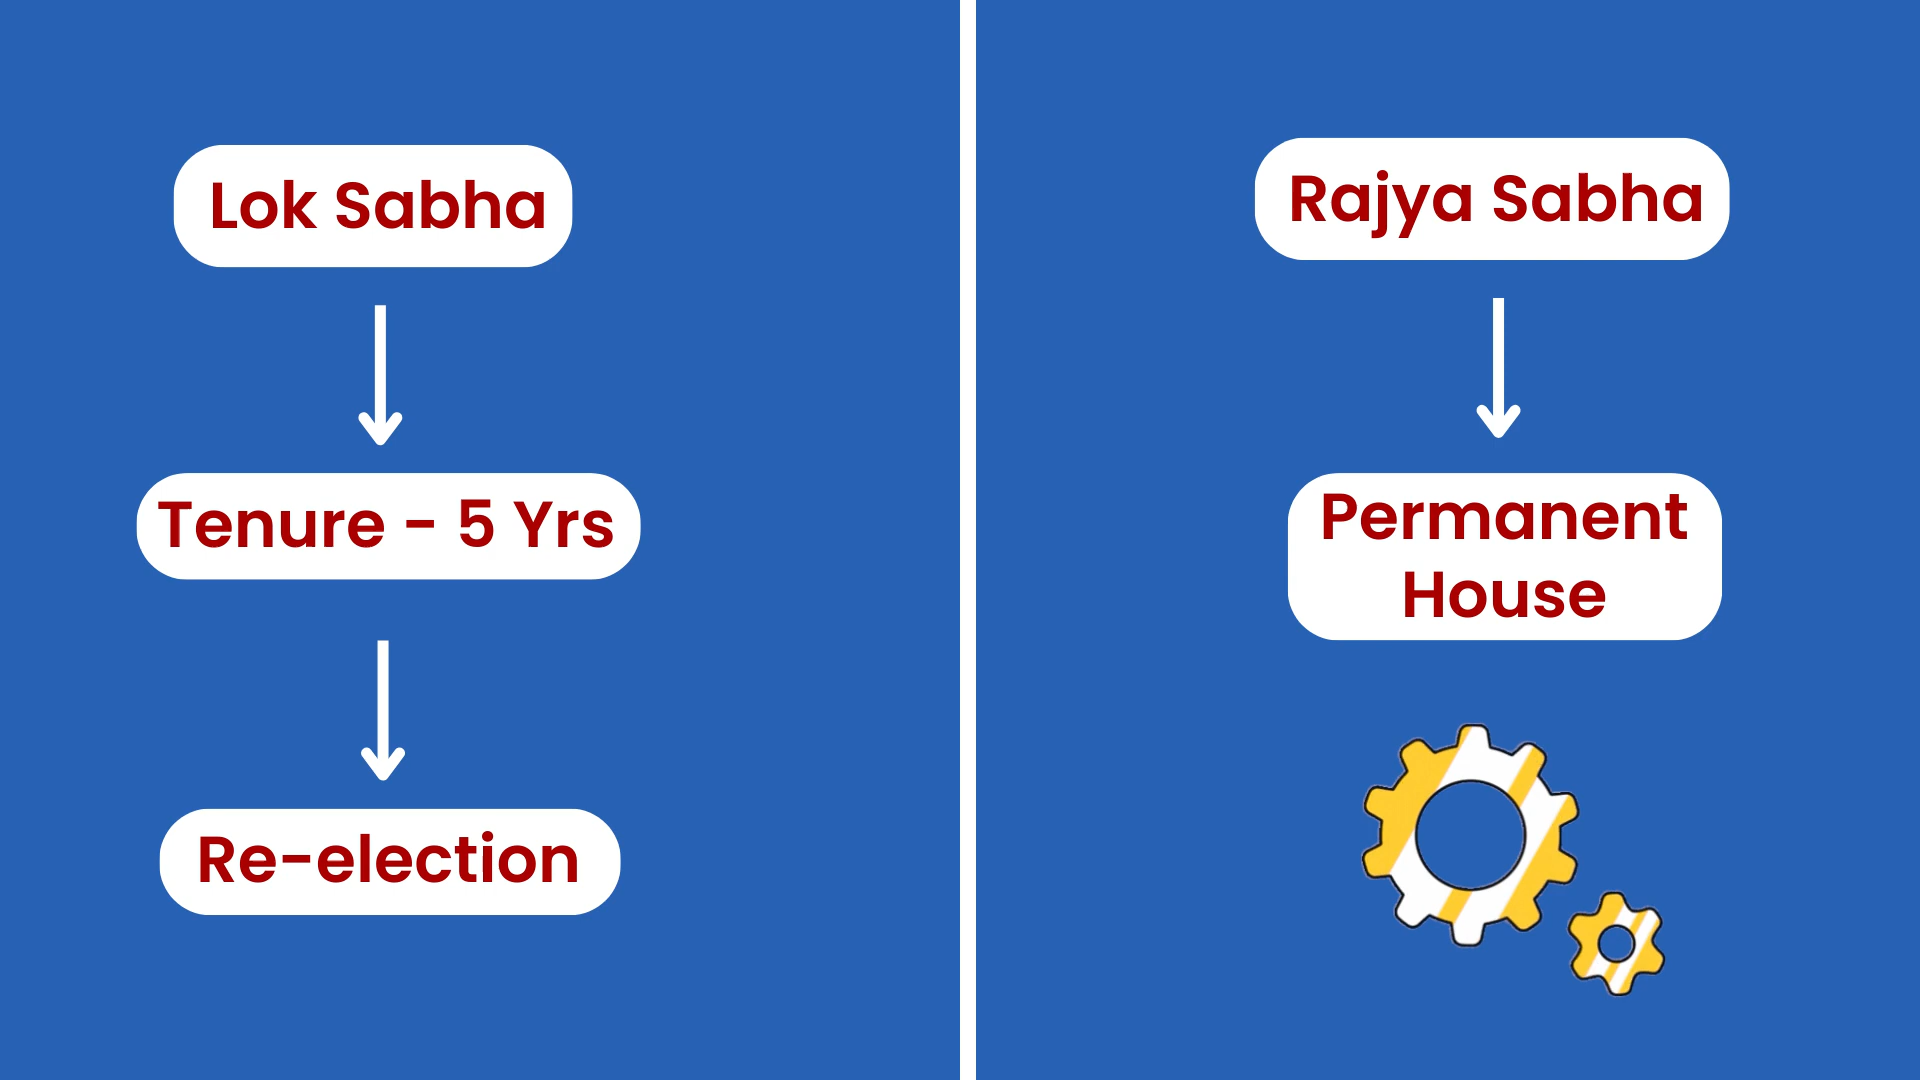 Lok Sabha
Tenure - 5 Yrs
Re-election
Rajya Sabha
Permanent
House